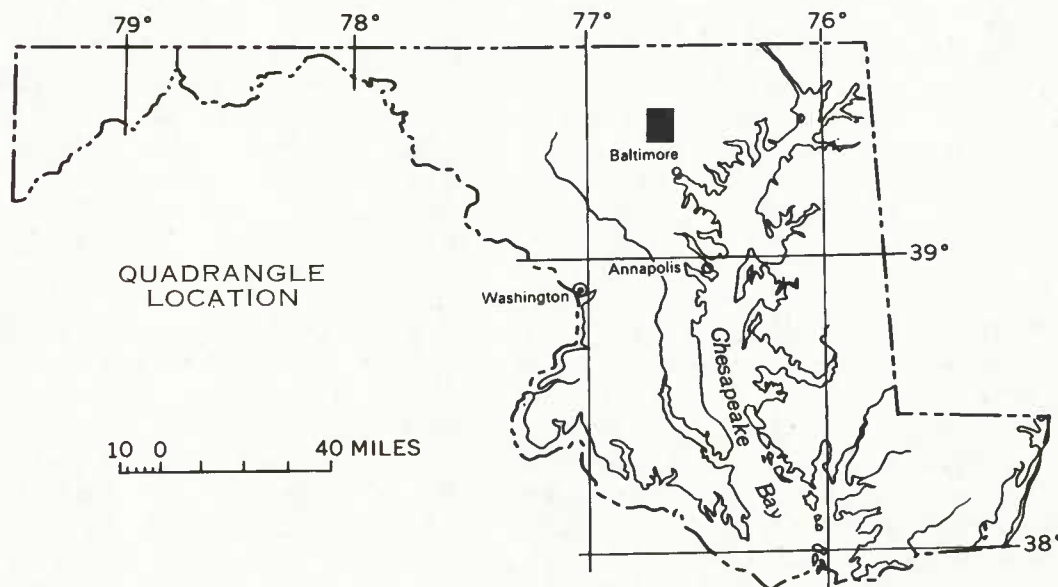 79° 78° 77° 76°
Baltimore
39°
Annapolis
QUADRANGLE
LOCATION
Washington
Chesapeake
Bay
10 0 40 MILES
38°